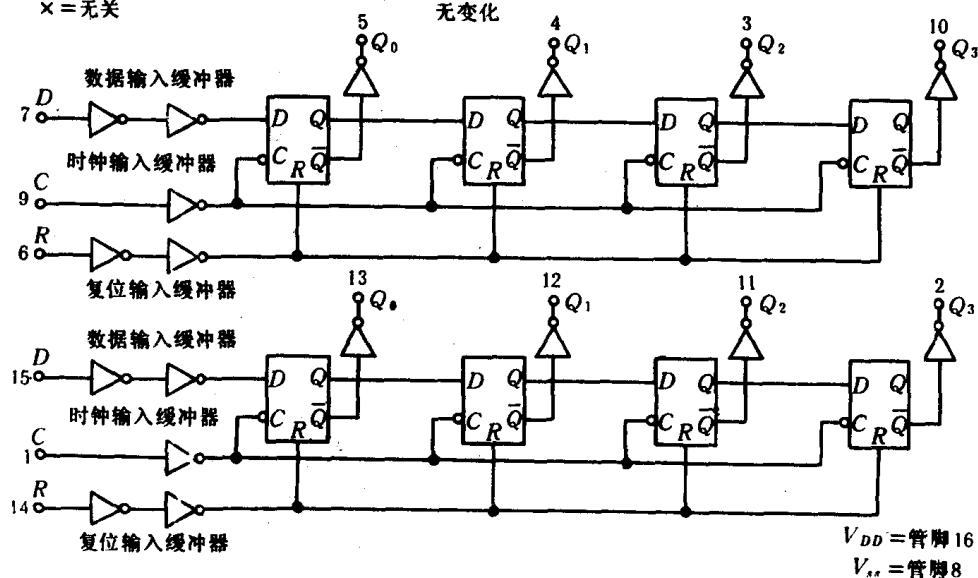 ×=无关
无变化
5 Q₀ 4 Q₁ 3 Q₂ 10 Q₃
数据输入缓冲器
D
7
D Q D Q D Q D Q
时钟输入缓冲器
C Q̅ C Q̅ C Q̅ C Q̅
R R R R
C
9
R
6
复位输入缓冲器
13 Q₀ 12 Q₁ 11 Q₂ 2 Q₃
数据输入缓冲器
D
15
D Q D Q D Q D Q
时钟输入缓冲器
C Q̅ C Q̅ C Q̅ C Q̅
R R R R
C
1
R
14
复位输入缓冲器
V_DD=管脚16
V_ss=管脚8